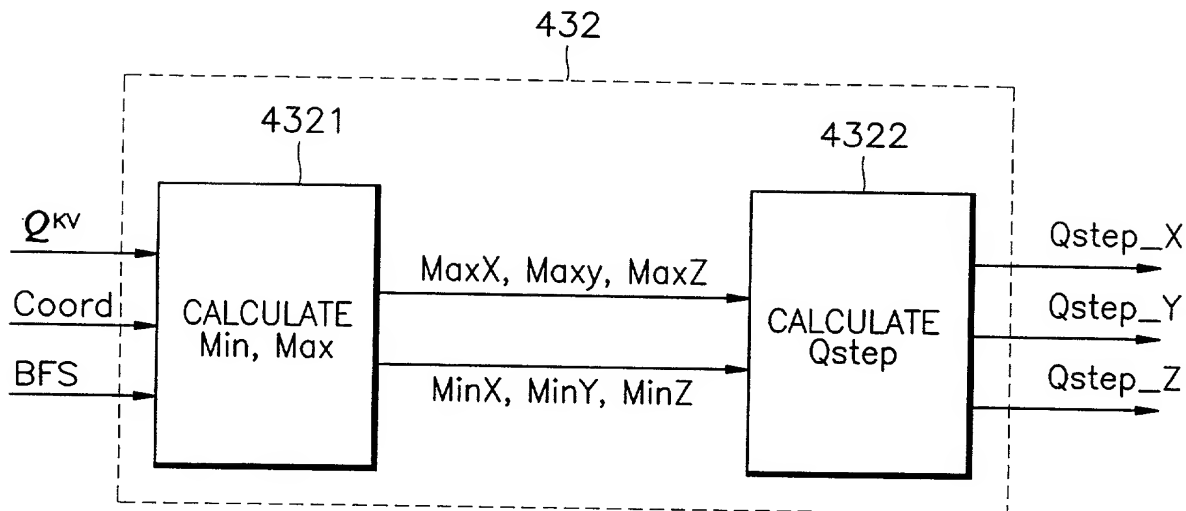 432
4321
4322
QKV
Coord
BFS
CALCULATE
Min, Max
MaxX, Maxy, MaxZ
MinX, MinY, MinZ
CALCULATE
Qstep
Qstep_X
Qstep_Y
Qstep_Z